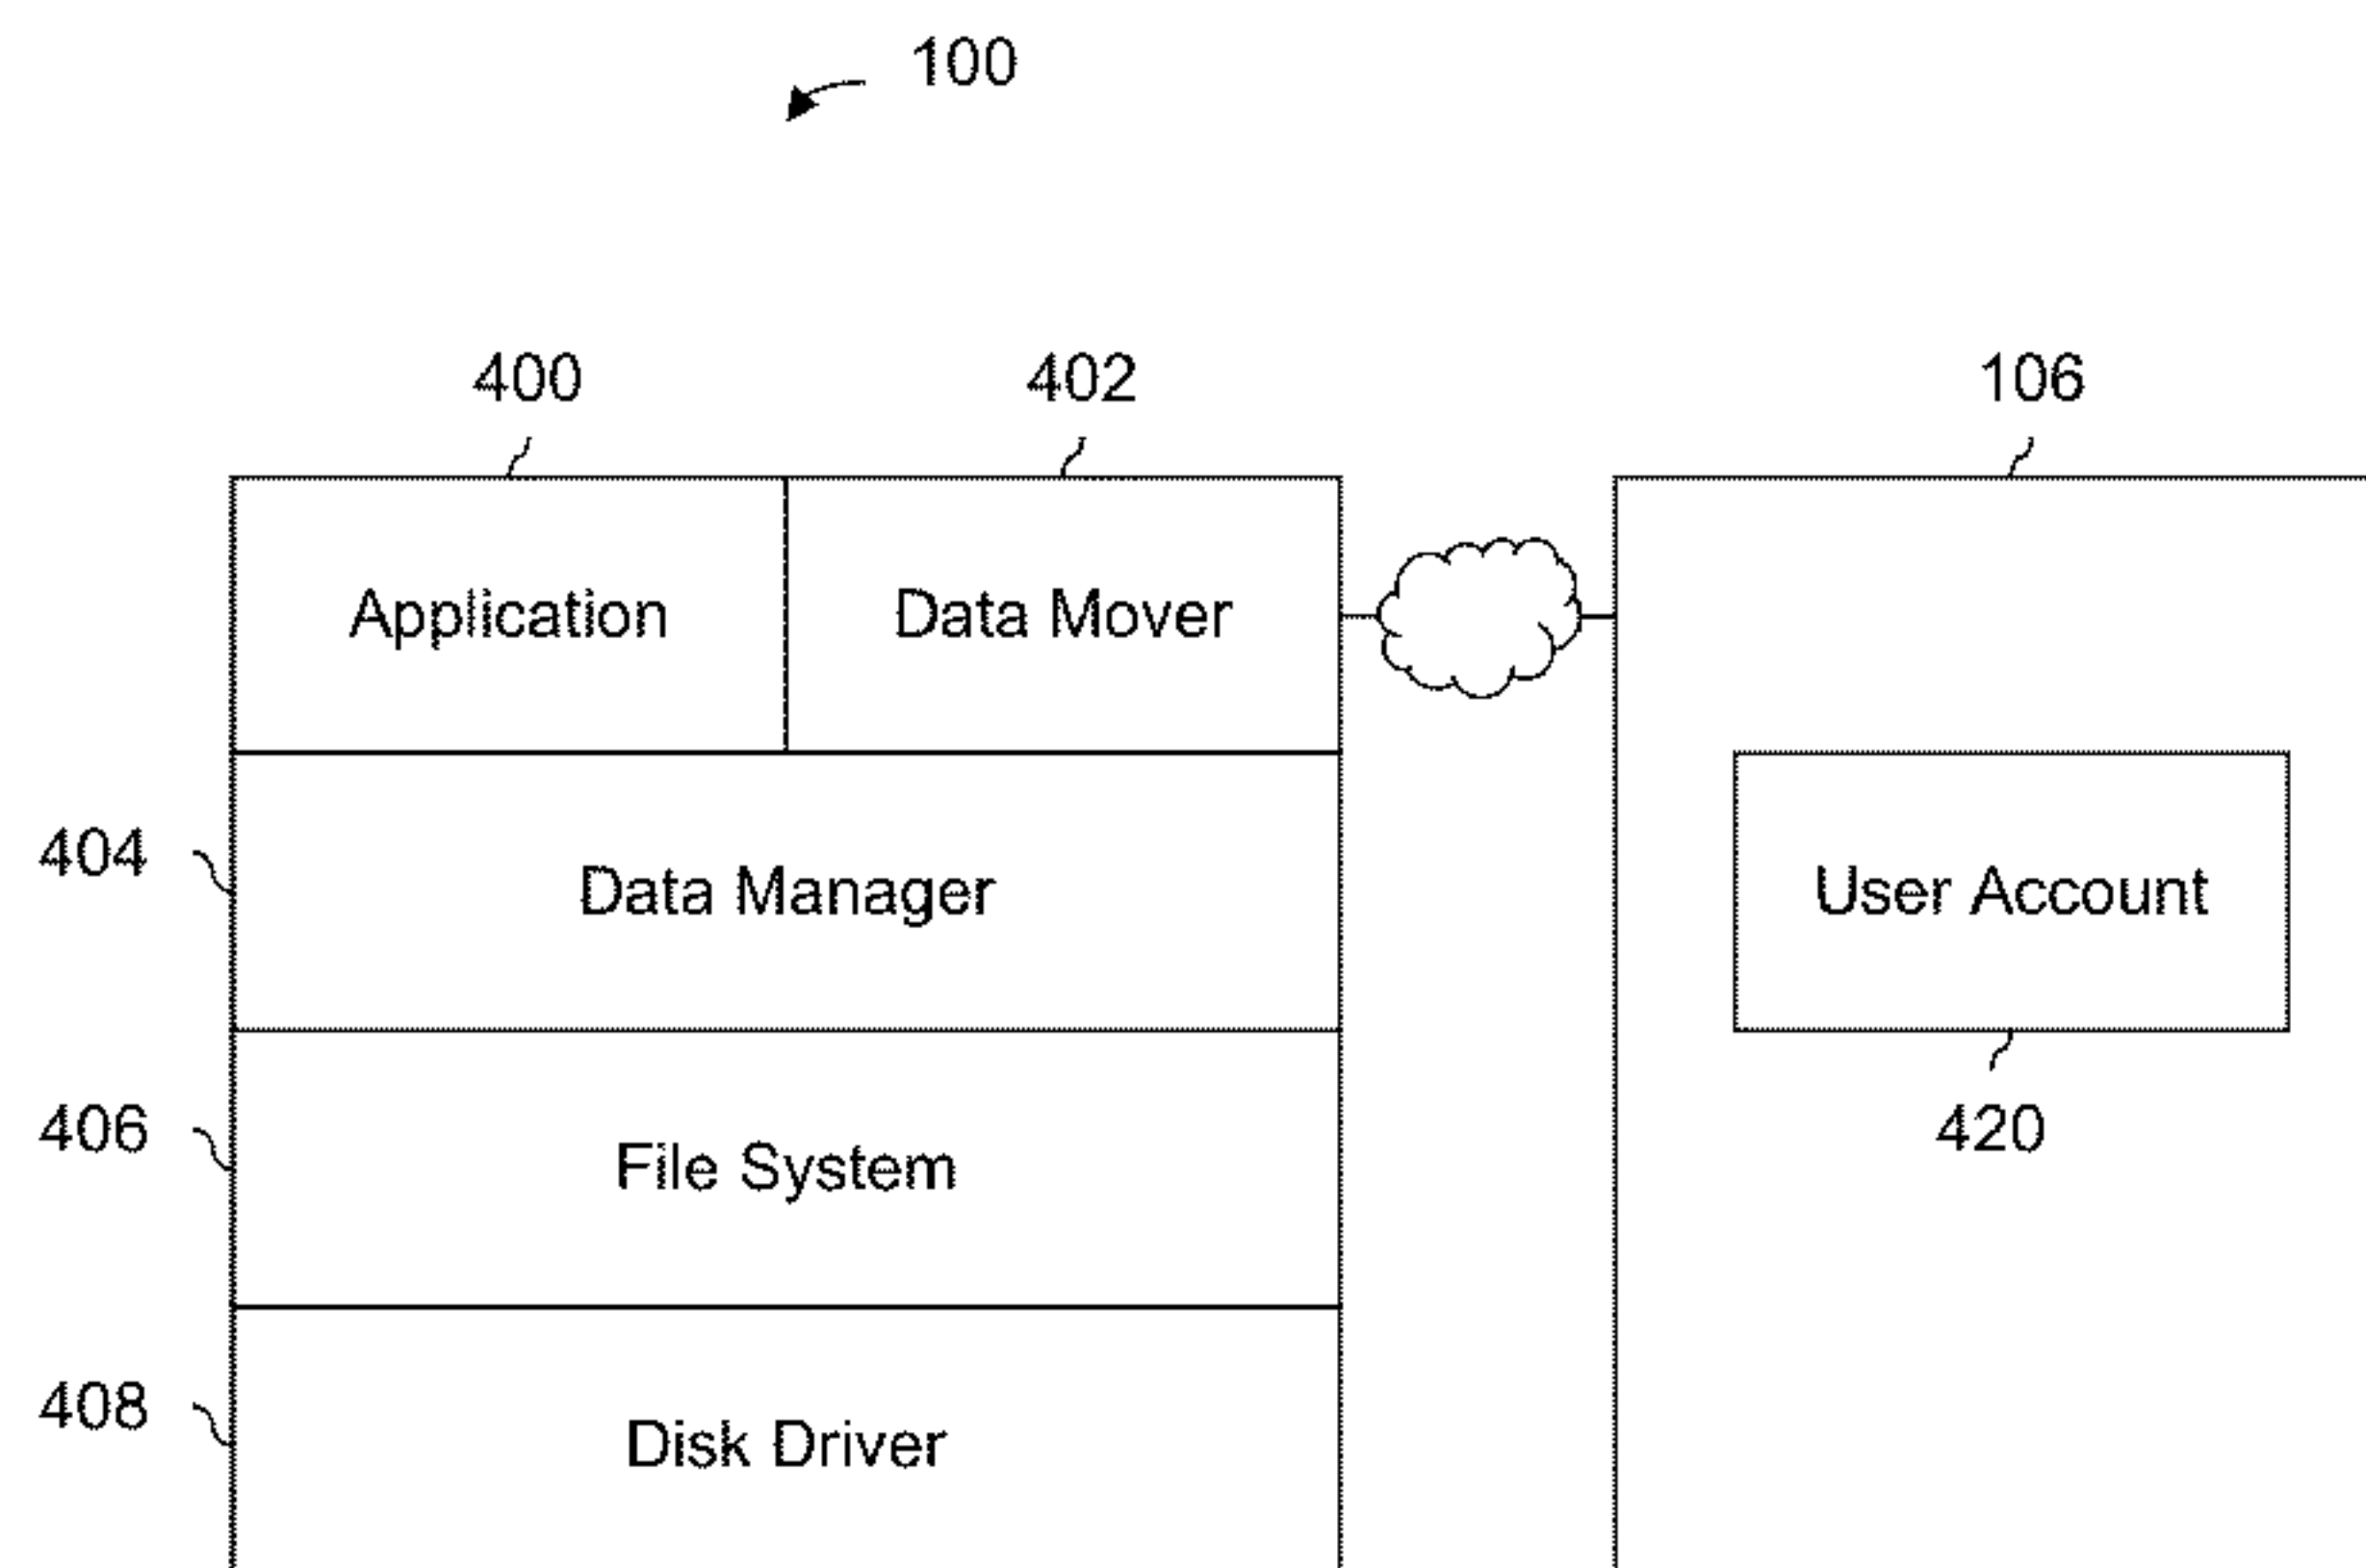 100
400
402
106
Application
Data Mover
404
Data Manager
User Account
406
File System
420
408
Disk Driver